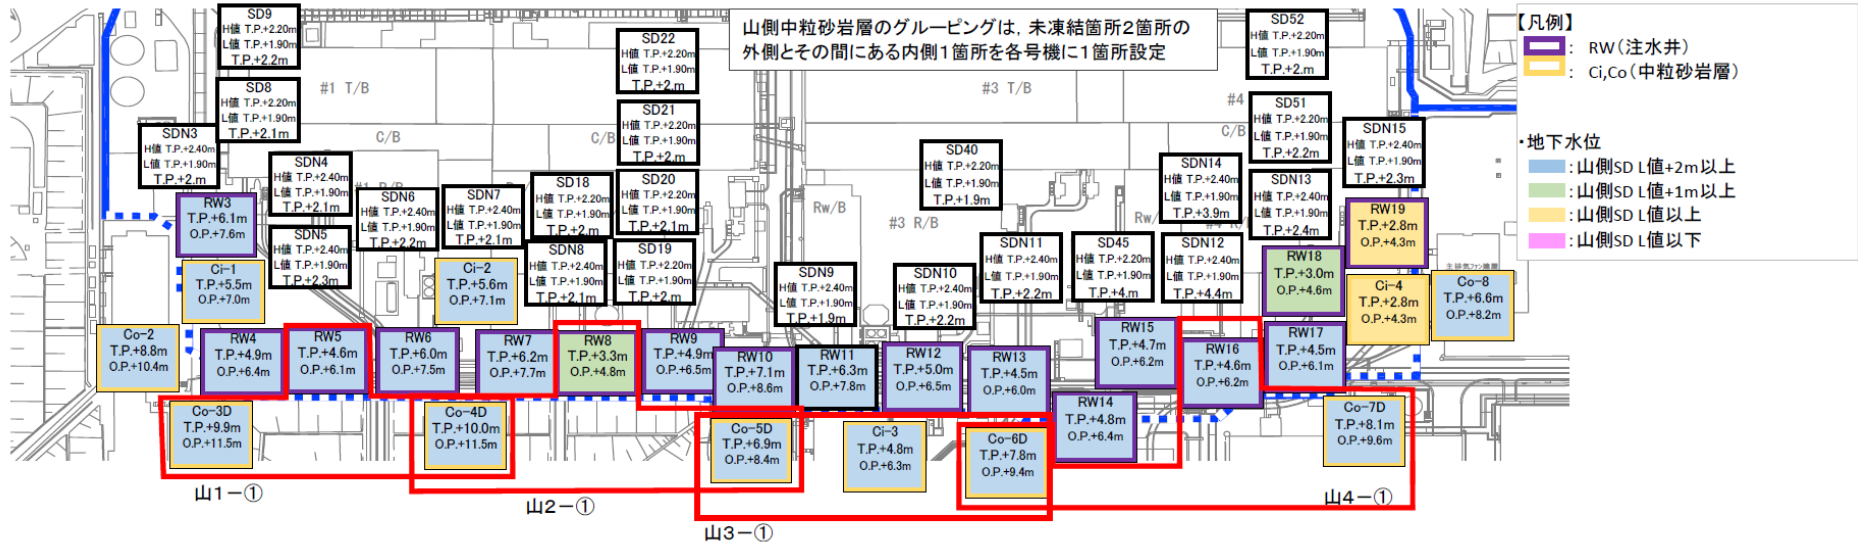 山側中粒砂岩層のグルーピングは，未凍結箇所２箇所の
外側とその間にある内側１箇所を各号機に１箇所設定
【凡例】
： RW（注水井）
： Ci,Co（中粒砂岩層）
・地下水位
：山側SD L値+2m以上
：山側SD L値+1m以上
：山側SD L値以上
：山側SD L値以下
SD9
H値 T.P.+2.20m
L値 T.P.+1.90m
T.P.+2.2m
SD8
H値 T.P.+2.20m
L値 T.P.+1.90m
T.P.+2.1m
SDN3
H値 T.P.+2.40m
L値 T.P.+1.90m
T.P.+2.m
SDN4
H値 T.P.+2.40m
L値 T.P.+1.90m
T.P.+2.1m
SDN5
H値 T.P.+2.40m
L値 T.P.+1.90m
T.P.+2.3m
SDN6
H値 T.P.+2.40m
L値 T.P.+1.90m
T.P.+2.2m
SDN7
H値 T.P.+2.40m
L値 T.P.+1.90m
T.P.+2.1m
SD18
H値 T.P.+2.20m
L値 T.P.+1.90m
T.P.+2.m
SDN8
H値 T.P.+2.40m
L値 T.P.+1.90m
T.P.+2.1m
SD22
H値 T.P.+2.20m
L値 T.P.+1.90m
T.P.+2.m
SD21
H値 T.P.+2.20m
L値 T.P.+1.90m
T.P.+2.m
SD20
H値 T.P.+2.20m
L値 T.P.+1.90m
T.P.+2.1m
SD19
H値 T.P.+2.20m
L値 T.P.+1.90m
T.P.+2.m
SDN9
H値 T.P.+2.40m
L値 T.P.+1.90m
T.P.+1.9m
SD40
H値 T.P.+2.20m
L値 T.P.+1.90m
T.P.+1.9m
SDN10
H値 T.P.+2.40m
L値 T.P.+1.90m
T.P.+2.2m
SDN11
H値 T.P.+2.40m
L値 T.P.+1.90m
T.P.+2.2m
SD45
H値 T.P.+2.20m
L値 T.P.+1.90m
T.P.+4.m
SDN14
H値 T.P.+2.40m
L値 T.P.+1.90m
T.P.+3.9m
SDN12
H値 T.P.+2.40m
L値 T.P.+1.90m
T.P.+4.4m
SD52
H値 T.P.+2.20m
L値 T.P.+1.90m
T.P.+2.m
SD51
H値 T.P.+2.20m
L値 T.P.+1.90m
T.P.+2.2m
SDN13
H値 T.P.+2.40m
L値 T.P.+1.90m
T.P.+2.4m
SDN15
H値 T.P.+2.40m
L値 T.P.+1.90m
T.P.+2.3m
#1 T/B
C/B
C/B
#3 T/B
Rw/B
#3 R/B
Rw
#4
C/B
RW3
T.P.+6.1m
O.P.+7.6m
Ci-1
T.P.+5.5m
O.P.+7.0m
Co-2
T.P.+8.8m
O.P.+10.4m
RW4
T.P.+4.9m
O.P.+6.4m
RW5
T.P.+4.6m
O.P.+6.1m
RW6
T.P.+6.0m
O.P.+7.5m
Ci-2
T.P.+5.6m
O.P.+7.1m
RW7
T.P.+6.2m
O.P.+7.7m
RW8
T.P.+3.3m
O.P.+4.8m
RW9
T.P.+4.9m
O.P.+6.5m
RW10
T.P.+7.1m
O.P.+8.6m
RW11
T.P.+6.3m
O.P.+7.8m
RW12
T.P.+5.0m
O.P.+6.5m
RW13
T.P.+4.5m
O.P.+6.0m
RW15
T.P.+4.7m
O.P.+6.2m
RW14
T.P.+4.8m
O.P.+6.4m
RW16
T.P.+4.6m
O.P.+6.2m
RW17
T.P.+4.5m
O.P.+6.1m
RW18
T.P.+3.0m
O.P.+4.6m
RW19
T.P.+2.8m
O.P.+4.3m
Ci-4
T.P.+2.8m
O.P.+4.3m
主排気ファン建屋
Co-8
T.P.+6.6m
O.P.+8.2m
Co-3D
T.P.+9.9m
O.P.+11.5m
Co-4D
T.P.+10.0m
O.P.+11.5m
Co-5D
T.P.+6.9m
O.P.+8.4m
Ci-3
T.P.+4.8m
O.P.+6.3m
Co-6D
T.P.+7.8m
O.P.+9.4m
Co-7D
T.P.+8.1m
O.P.+9.6m
山1－①
山2－①
山3－①
山4－①